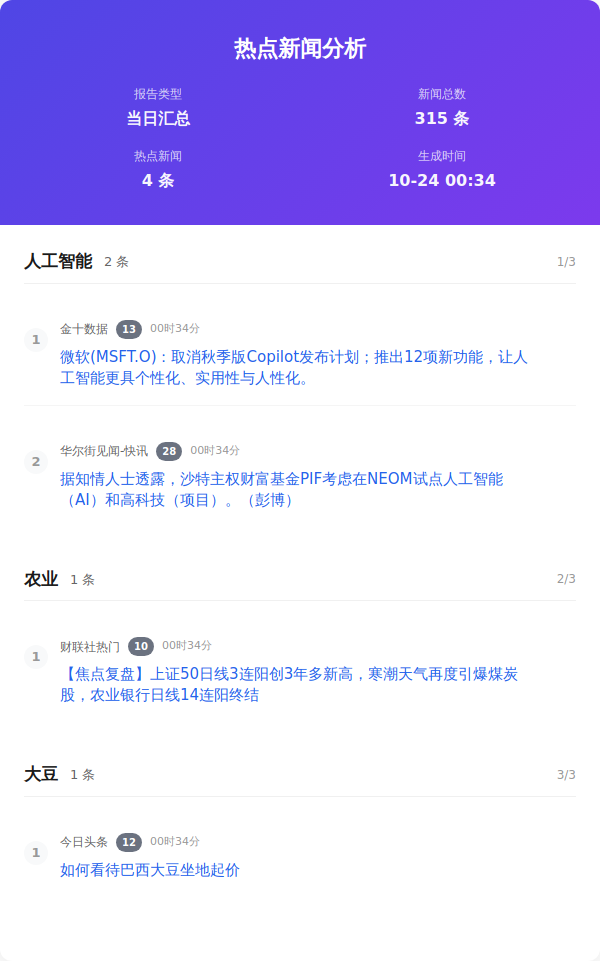 热点新闻分析
报告类型
新闻总数
当日汇总
315 条
热点新闻
生成时间
4 条
10-24 00:34
人工智能 2 条 1/3
1 金十数据 13 00时34分
微软(MSFT.O)：取消秋季版Copilot发布计划；推出12项新功能，让人
工智能更具个性化、实用性与人性化。
2 华尔街见闻-快讯 28 00时34分
据知情人士透露，沙特主权财富基金PIF考虑在NEOM试点人工智能
（AI）和高科技（项目）。（彭博）
农业 1 条 2/3
1 财联社热门 10 00时34分
【焦点复盘】上证50日线3连阳创3年多新高，寒潮天气再度引爆煤炭
股，农业银行日线14连阳终结
大豆 1 条 3/3
1 今日头条 12 00时34分
如何看待巴西大豆坐地起价